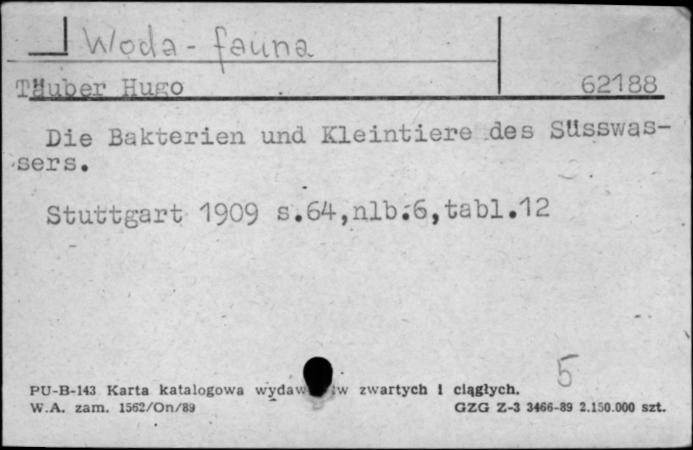 Woda - fauna
Täuber Hugo 62188
Die Bakterien und Kleintiere des Süsswas-
sers.
Stuttgart 1909 s.64,nlb.6,tabl.12
5
PU-B-143 Karta katalogowa zwartych i ciągłych.
W.A. zam. 1562/On/89 GZG Z-3 3466-89 2.150.000 szt.